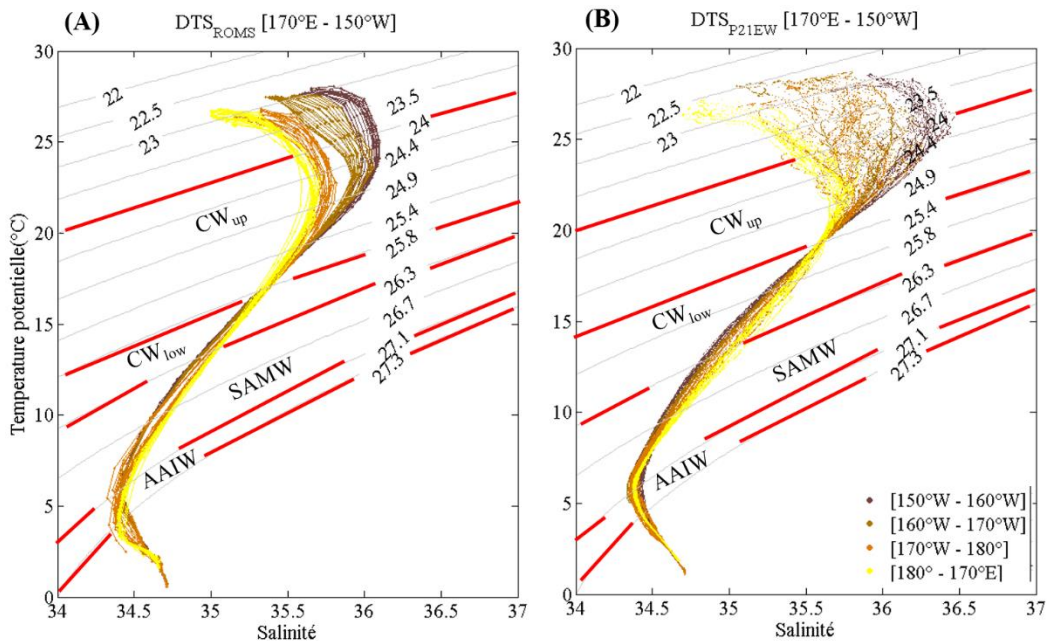 (A) DTS_ROMS [170°E - 150°W]
30
25
20
15
10
5
0
34 34.5 35 35.5 36 36.5 37
Temperature potentielle(°C)
Salinité
22
22.5
23
23.5
24
24.4
24.9
25.4
25.8
26.3
26.7
27.1
27.3
CW_up
CW_low
SAMW
AAIW
(B) DTS_P21EW [170°E - 150°W]
30
25
20
15
10
5
0
34 34.5 35 35.5 36 36.5 37
Salinité
22
22.5
23
23.5
24
24.4
24.9
25.4
25.8
26.3
26.7
27.1
27.3
CW_up
CW_low
SAMW
AAIW
[150°W - 160°W]
[160°W - 170°W]
[170°W - 180°]
[180° - 170°E]